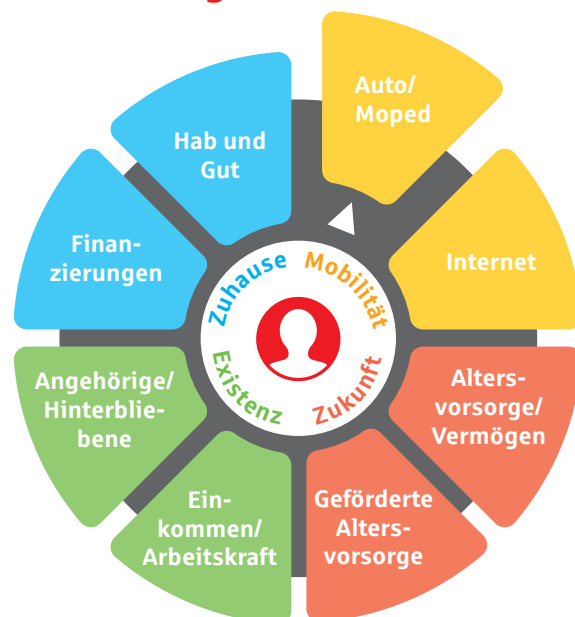 Auto/
Moped
Hab und
Gut
Finan-
zierungen
Internet
Zuhause
Mobilität
Existenz
Zukunft
Angehörige/
Hinterblie-
bene
Alters-
vorsorge/
Vermögen
Ein-
kommen/
Arbeitskraft
Geförderte
Alters-
vorsorge